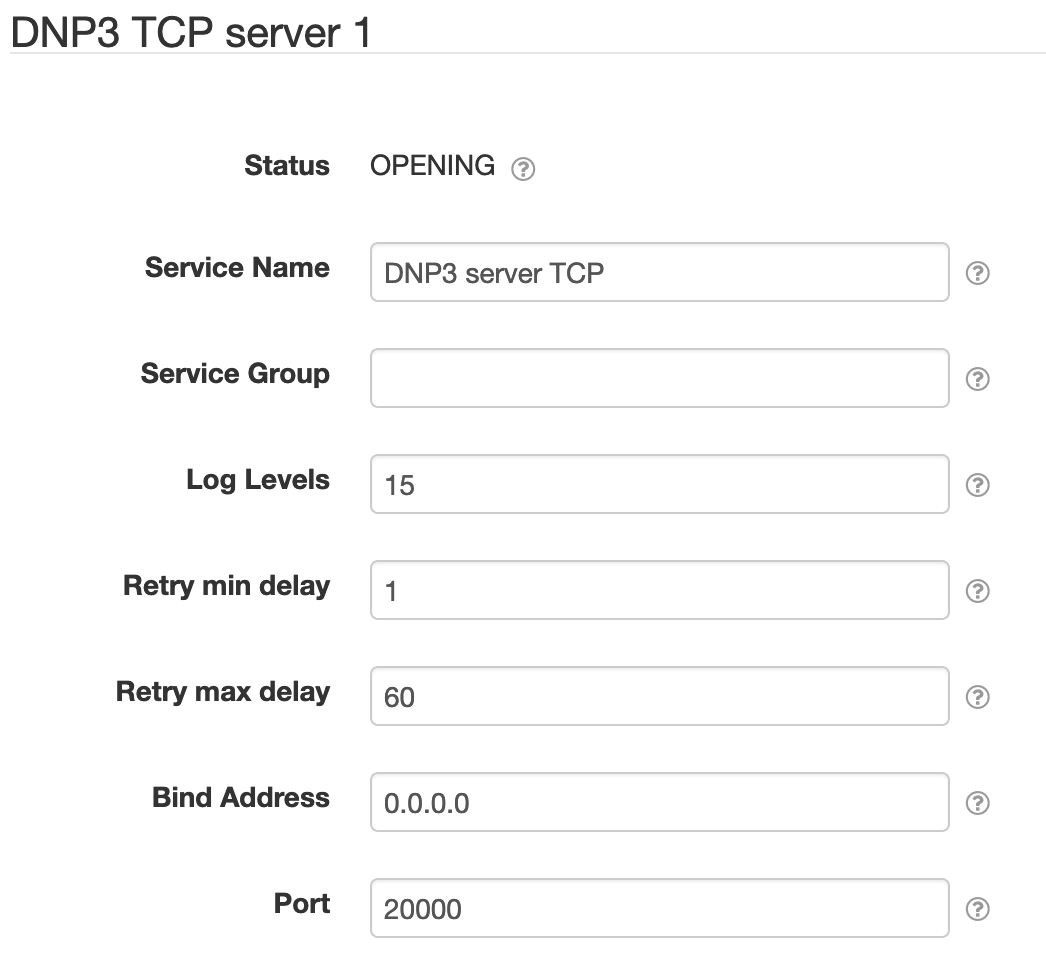 DNP3 TCP server 1
Status OPENING ?
Service Name DNP3 server TCP ?
Service Group ?
Log Levels 15 ?
Retry min delay 1 ?
Retry max delay 60 ?
Bind Address 0.0.0.0 ?
Port 20000 ?